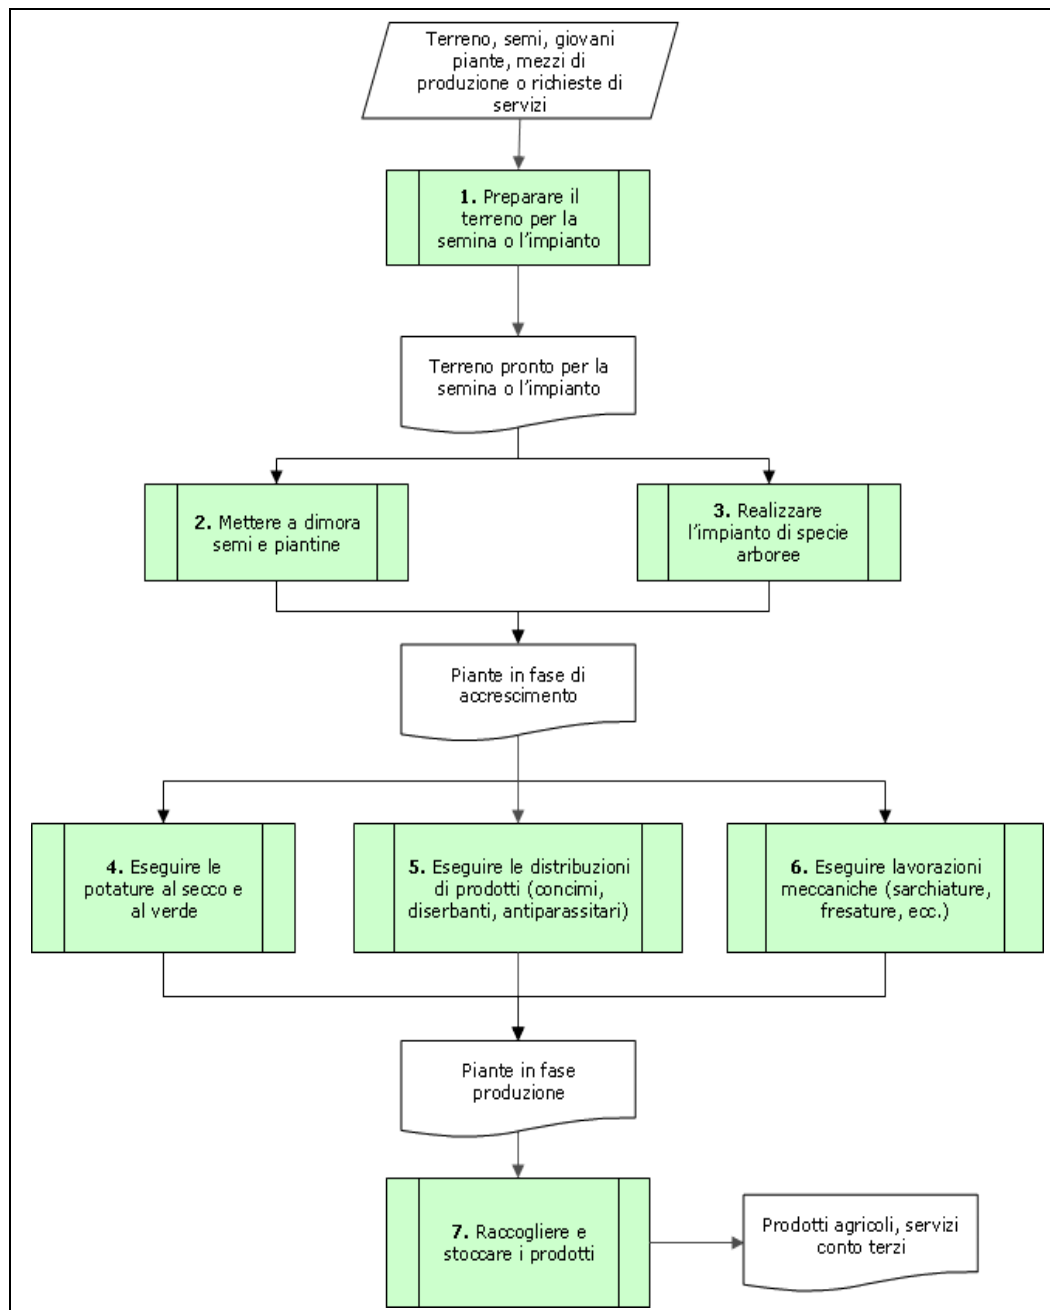 Terreno, semi, giovani
piante, mezzi di
produzione o richieste di
servizi
1. Preparare il
terreno per la
semina o l'impianto
Terreno pronto per la
semina o l'impianto
2. Mettere a dimora
semi e piantine
3. Realizzare
l'impianto di specie
arboree
Piante in fase di
accrescimento
4. Eseguire le
potature al secco e
al verde
5. Eseguire le distribuzioni
di prodotti (concimi,
diserbanti, antiparassitari)
6. Eseguire lavorazioni
meccaniche (sarchiature,
fresature, ecc.)
Piante in fase
produzione
7. Raccogliere e
stoccare i prodotti
Prodotti agricoli, servizi
conto terzi